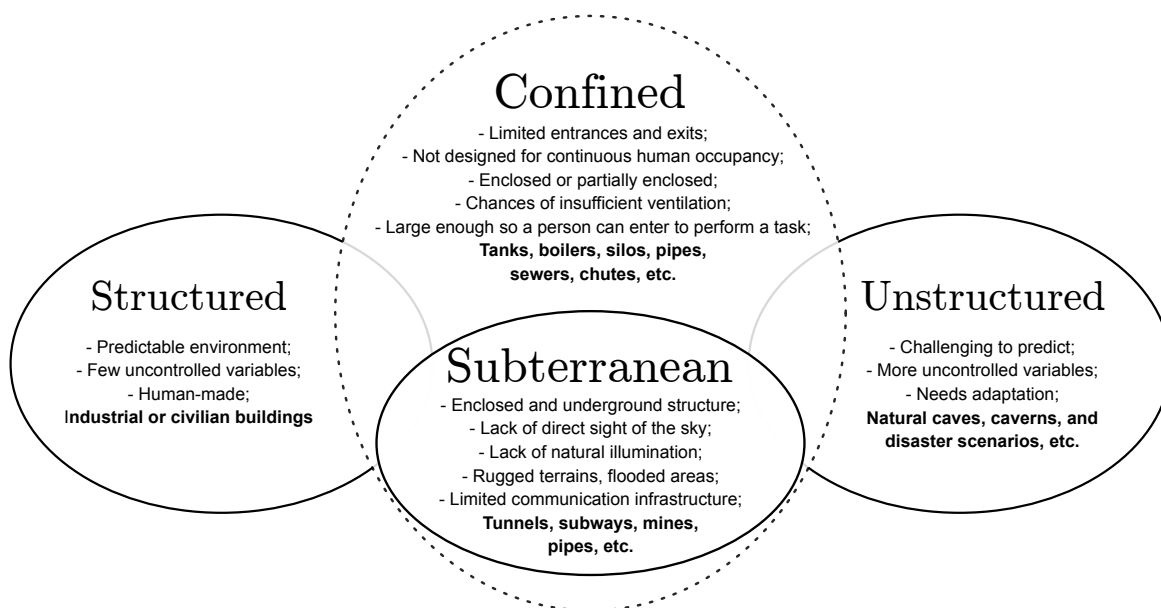 Confined
- Limited entrances and exits;
- Not designed for continuous human occupancy;
- Enclosed or partially enclosed;
- Chances of insufficient ventilation;
- Large enough so a person can enter to perform a task;
Tanks, boilers, silos, pipes,
sewers, chutes, etc.
Structured
- Predictable environment;
- Few uncontrolled variables;
- Human-made;
Industrial or civilian buildings
Subterranean
- Enclosed and underground structure;
- Lack of direct sight of the sky;
- Lack of natural illumination;
- Rugged terrains, flooded areas;
- Limited communication infrastructure;
Tunnels, subways, mines,
pipes, etc.
Unstructured
- Challenging to predict;
- More uncontrolled variables;
- Needs adaptation;
Natural caves, caverns, and
disaster scenarios, etc.